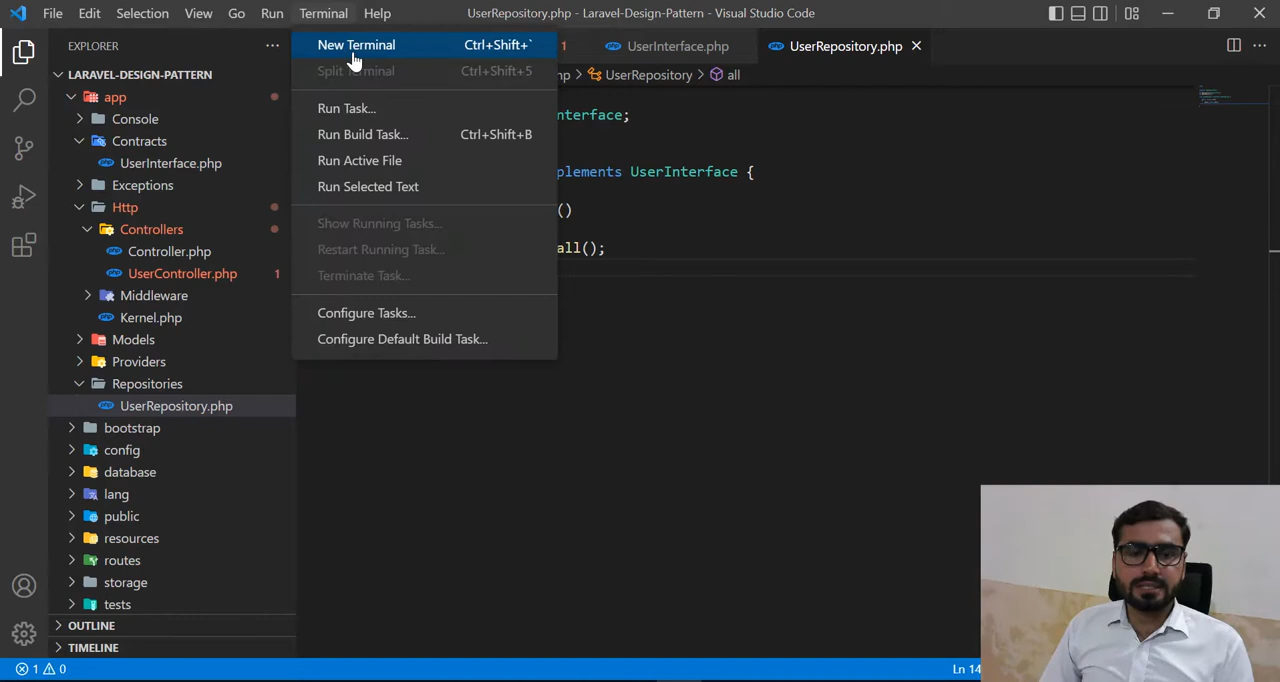 File Edit Selection View Go Run Terminal Help UserRepository.php - Laravel-Design-Pattern - Visual Studio Code
EXPLORER
LARAVEL-DESIGN-PATTERN
app
Console
Contracts
UserInterface.php
Exceptions
Http
Controllers
Controller.php
UserController.php 1
Middleware
Kernel.php
Models
Providers
Repositories
UserRepository.php
bootstrap
config
database
lang
public
resources
routes
storage
tests
OUTLINE
TIMELINE
New Terminal Ctrl+Shift+`
Split Terminal Ctrl+Shift+5
Run Task...
Run Build Task... Ctrl+Shift+B
Run Active File
Run Selected Text
Show Running Tasks...
Restart Running Task...
Terminate Task...
Configure Tasks...
Configure Default Build Task...
1 UserInterface.php UserRepository.php
hp > UserRepository > all
nterface;
plements UserInterface {
()
all();
1 0 Ln 14